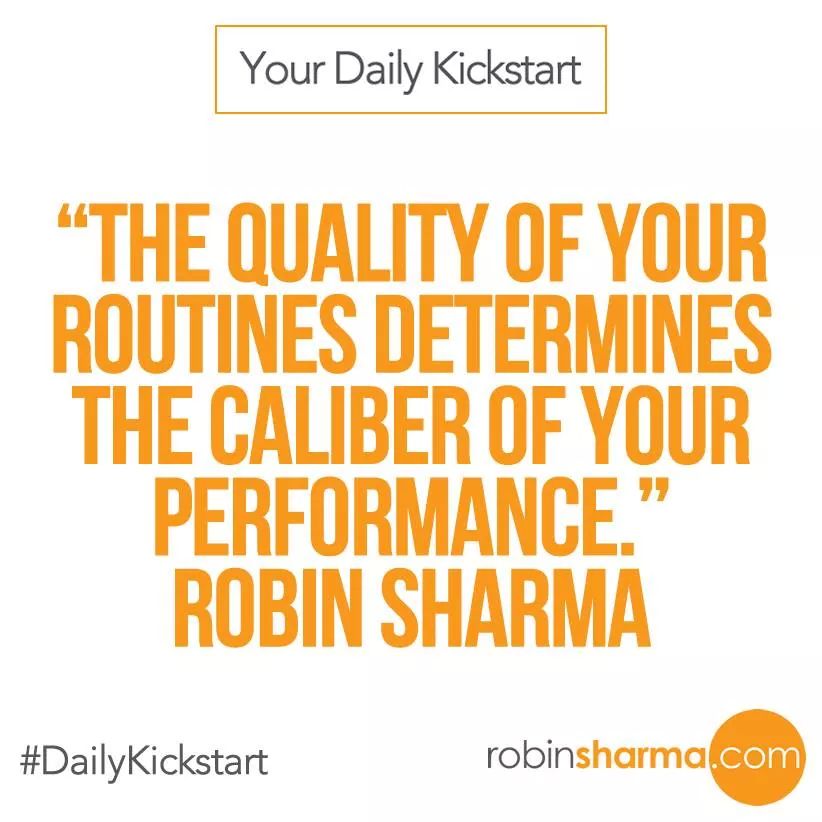 Your Daily Kickstart
“THE QUALITY OF YOUR
ROUTINES DETERMINES
THE CALIBER OF YOUR
PERFORMANCE.”
ROBIN SHARMA
#DailyKickstart
robinsharma.com